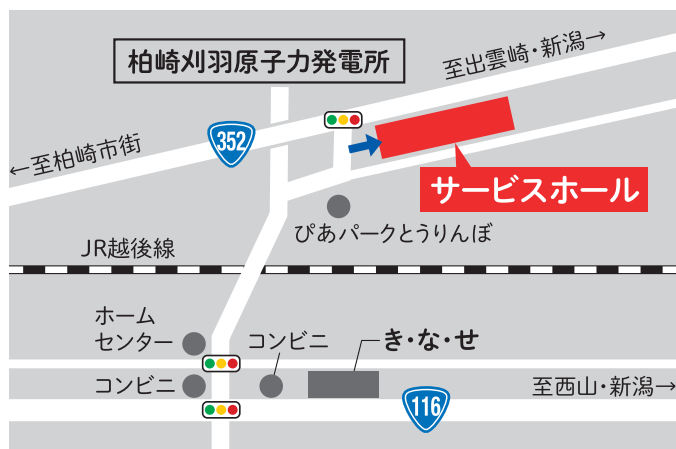 柏崎刈羽原子力発電所
至出雲崎・新潟→
352
←至柏崎市街
サービスホール
ぴあパークとうりんぼ
JR越後線
ホーム
センター
コンビニ
き・な・せ
コンビニ
至西山・新潟→
116